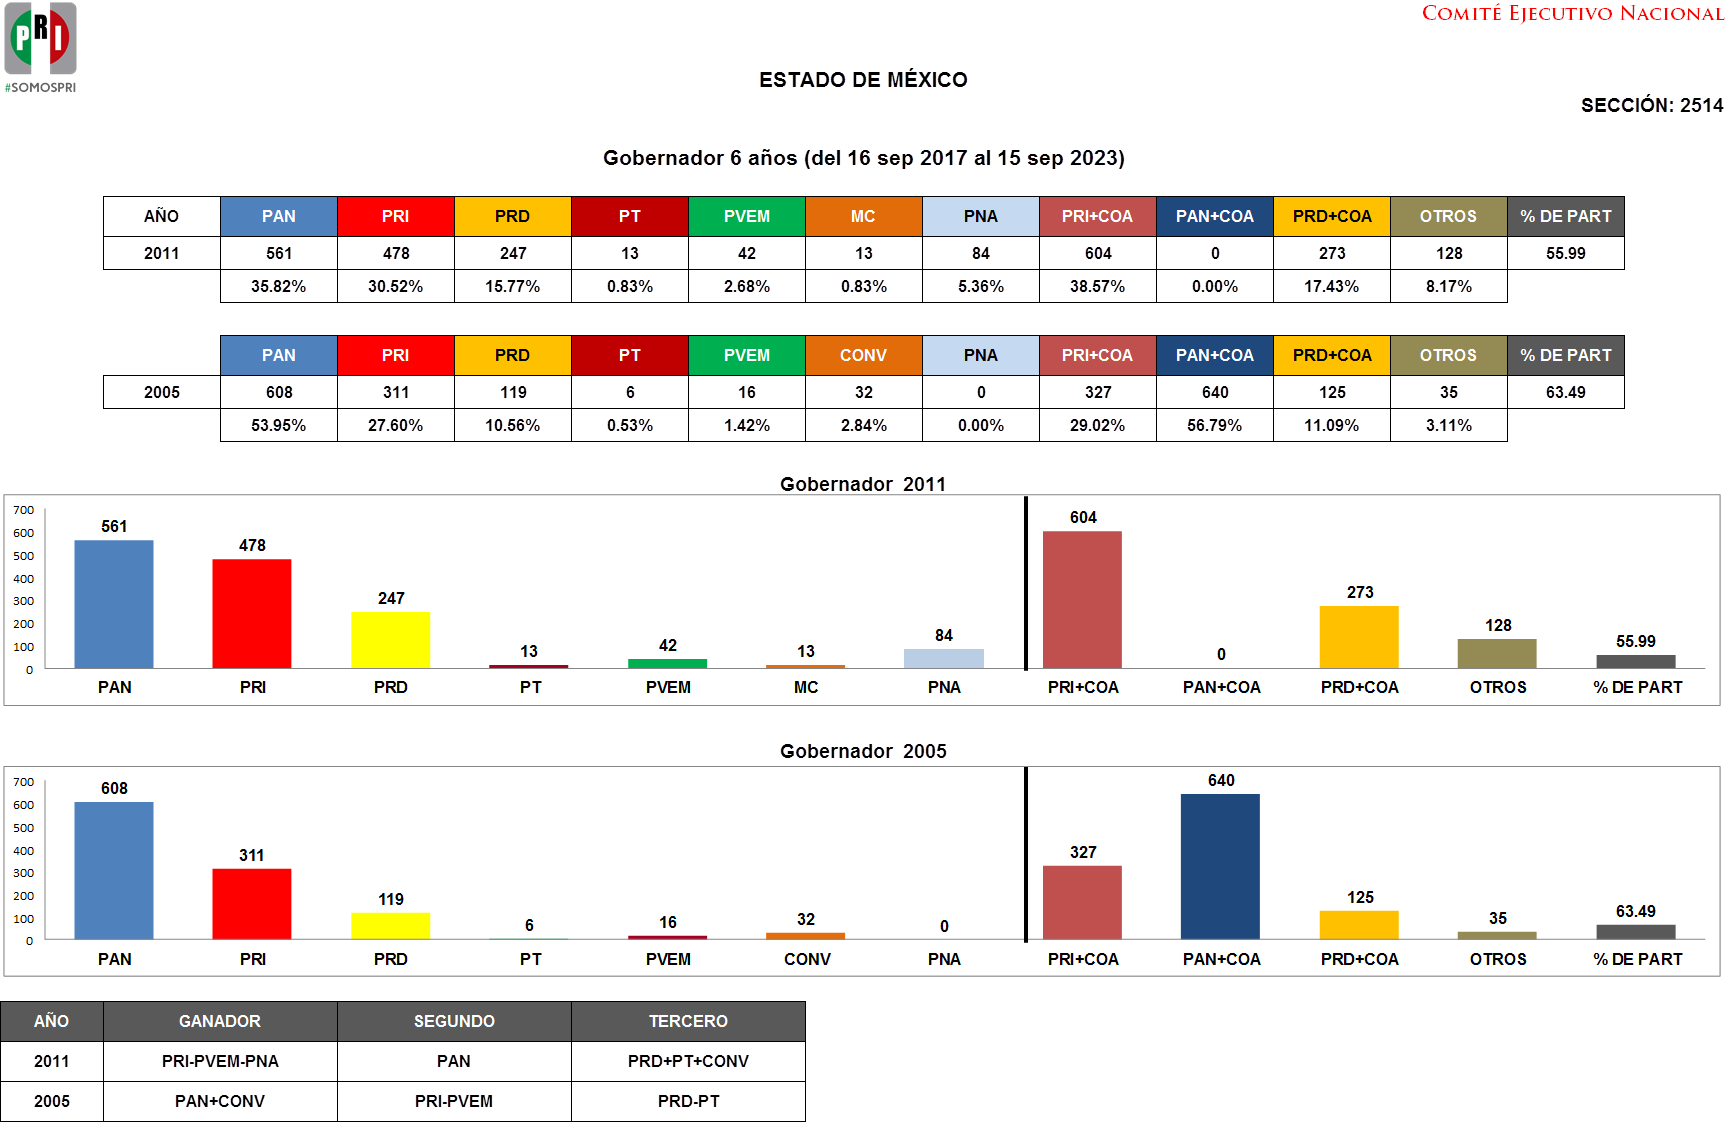 PRI
#SOMOSPRI
COMITÉ EJECUTIVO NACIONAL
ESTADO DE MÉXICO
SECCIÓN: 2514
Gobernador 6 años (del 16 sep 2017 al 15 sep 2023)
AÑO PAN PRI PRD PT PVEM MC PNA PRI+COA PAN+COA PRD+COA OTROS % DE PART
2011 561 478 247 13 42 13 84 604 0 273 128 55.99
35.82% 30.52% 15.77% 0.83% 2.68% 0.83% 5.36% 38.57% 0.00% 17.43% 8.17%
PAN PRI PRD PT PVEM CONV PNA PRI+COA PAN+COA PRD+COA OTROS % DE PART
2005 608 311 119 6 16 32 0 327 640 125 35 63.49
53.95% 27.60% 10.56% 0.53% 1.42% 2.84% 0.00% 29.02% 56.79% 11.09% 3.11%
Gobernador 2011
700
600
500
400
300
200
100
0
561 478 247 13 42 13 84 604 0 273 128 55.99
PAN PRI PRD PT PVEM MC PNA PRI+COA PAN+COA PRD+COA OTROS % DE PART
Gobernador 2005
700
600
500
400
300
200
100
0
608 311 119 6 16 32 0 327 640 125 35 63.49
PAN PRI PRD PT PVEM CONV PNA PRI+COA PAN+COA PRD+COA OTROS % DE PART
AÑO GANADOR SEGUNDO TERCERO
2011 PRI-PVEM-PNA PAN PRD+PT+CONV
2005 PAN+CONV PRI-PVEM PRD-PT